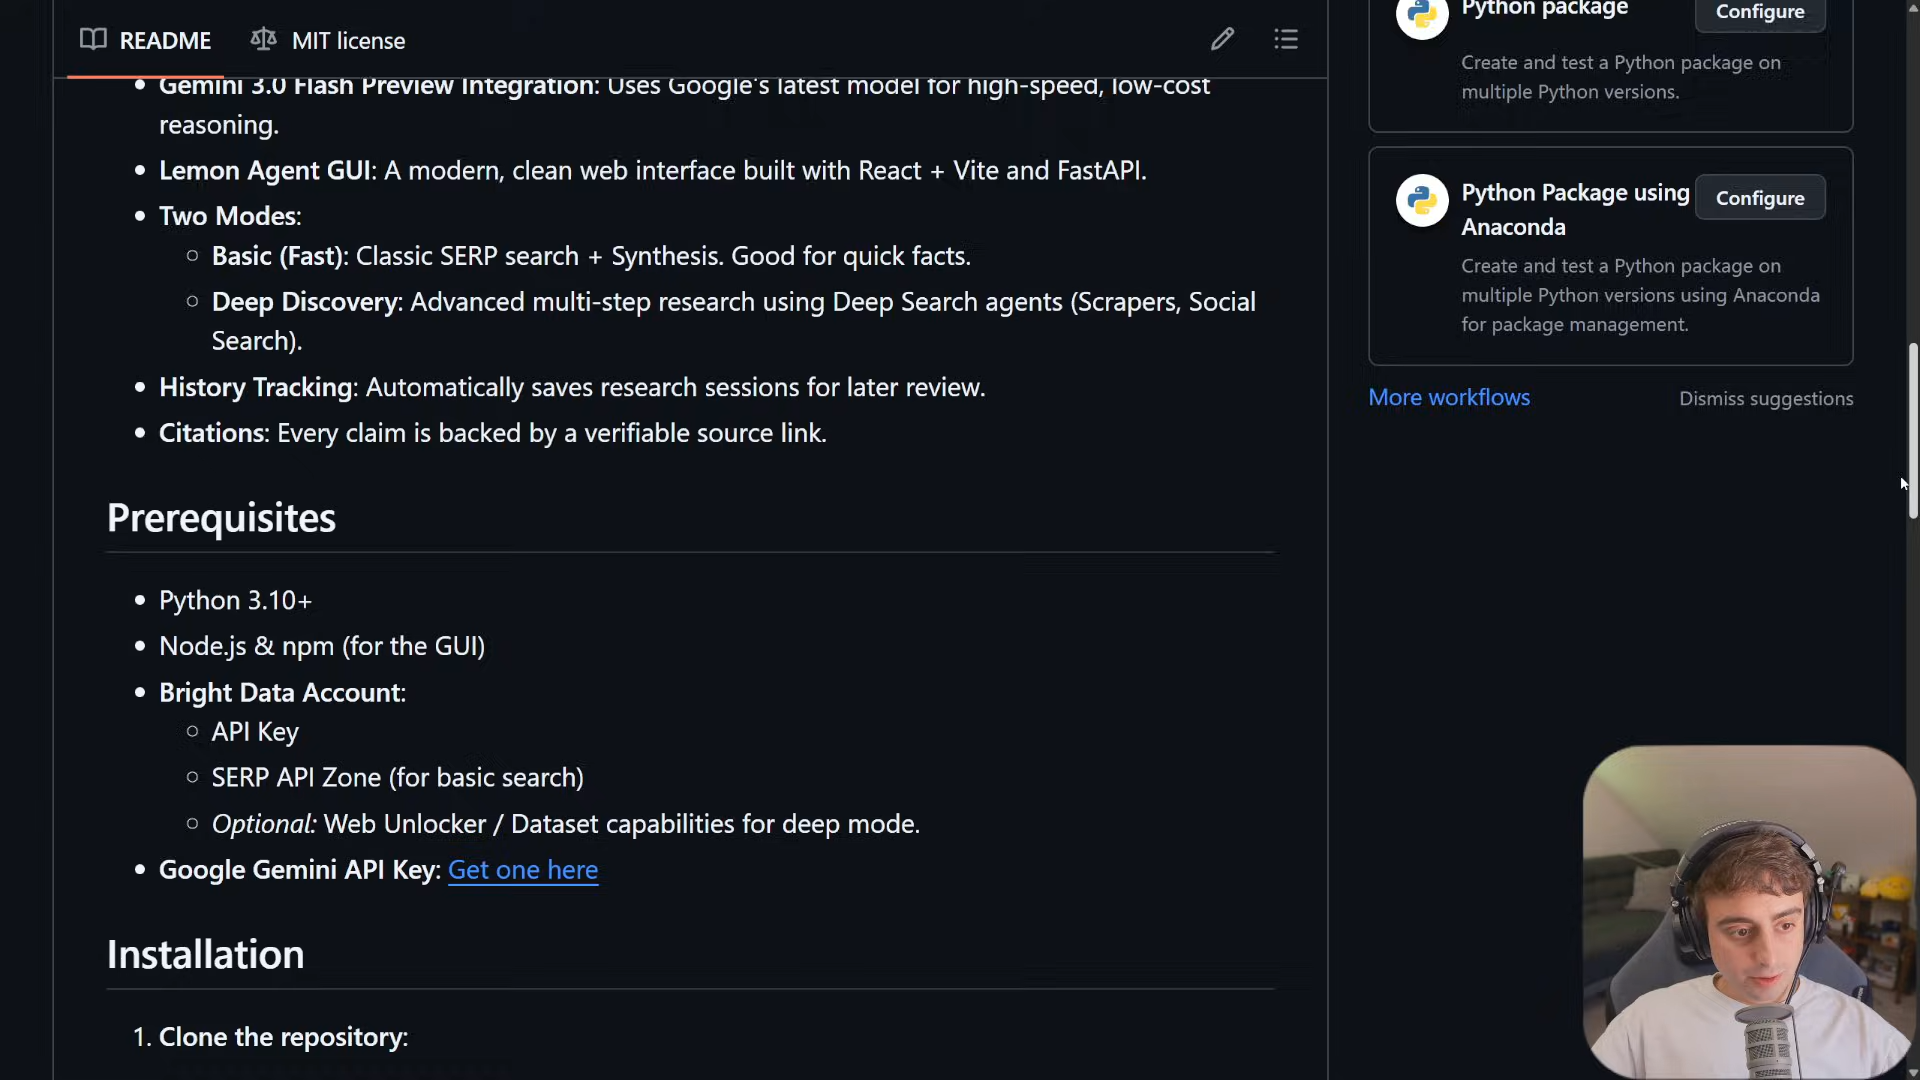 README
MIT license
Gemini 3.0 Flash Preview Integration: Uses Google's latest model for high-speed, low-cost
reasoning.
Lemon Agent GUI: A modern, clean web interface built with React + Vite and FastAPI.
Two Modes:
Basic (Fast): Classic SERP search + Synthesis. Good for quick facts.
Deep Discovery: Advanced multi-step research using Deep Search agents (Scrapers, Social
Search).
History Tracking: Automatically saves research sessions for later review.
Citations: Every claim is backed by a verifiable source link.
Prerequisites
Python 3.10+
Node.js & npm (for the GUI)
Bright Data Account:
API Key
SERP API Zone (for basic search)
Optional: Web Unlocker / Dataset capabilities for deep mode.
Google Gemini API Key: Get one here
Installation
1. Clone the repository:
Python package
Configure
Create and test a Python package on
multiple Python versions.
Python Package using
Anaconda
Configure
Create and test a Python package on
multiple Python versions using Anaconda
for package management.
More workflows
Dismiss suggestions